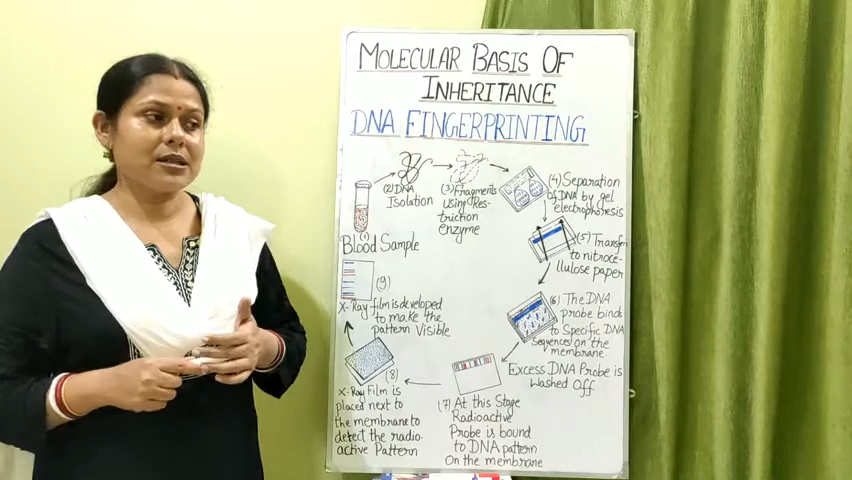 MOLECULAR BASIS OF
INHERITANCE
DNA FINGERPRINTING
(1)
Blood Sample
(2) DNA
Isolation
(3) Fragments
using Res-
triction
enzyme
(4) Separation
of DNA by gel
electrophoresis
(5) Transfer
to nitroce-
llulose paper
(6) The DNA
probe binds
to Specific DNA
sequences on the
membrane
Excess DNA Probe is
Washed Off
(7) At this Stage
Radioactive
Probe is bound
to DNA pattern
On the membrane
(8)
X-Ray Film is
placed next to
the membrane to
detect the radio-
active Pattern
(9)
X-Ray film is developed
to make the
pattern Visible